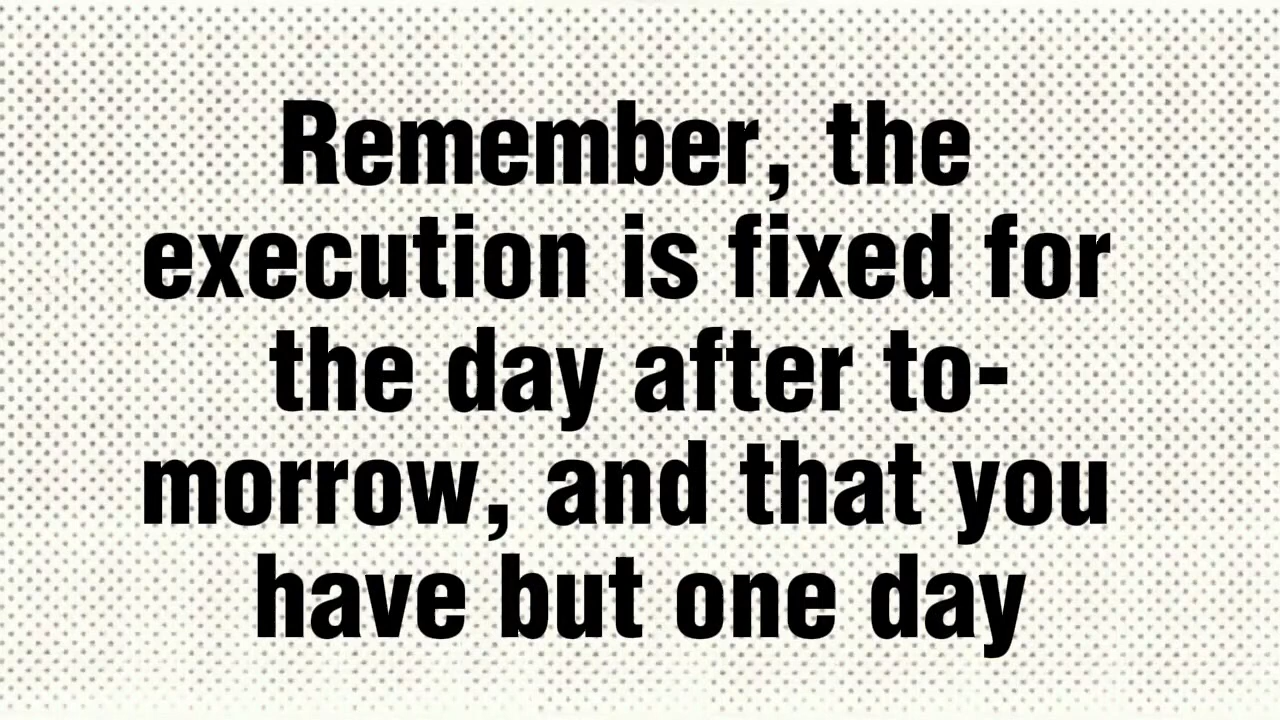 Remember, the
execution is fixed for
the day after to-
morrow, and that you
have but one day